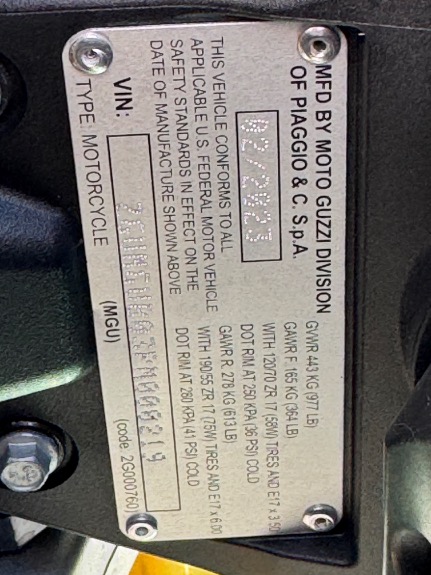 MFD BY MOTO GUZZI DIVISION
OF PIAGGIO & C. S.p.A.
02/2023
THIS VEHICLE CONFORMS TO ALL
APPLICABLE U.S. FEDERAL MOTOR VEHICLE
SAFETY STANDARDS IN EFFECT ON THE
DATE OF MANUFACTURE SHOWN ABOVE
GVWR 443 KG (977 LB)
GAWR F: 165 KG (364 LB)
WITH 120/70 ZR 17 (58W) TIRES AND E17 x 3.50
DOT RIM AT 250 KPA (36 PSI) COLD
GAWR R: 278 KG (613 LB)
WITH 190/55 ZR 17 (75W) TIRES AND E17 x 6.00
DOT RIM AT 280 KPA (41 PSI) COLD
VIN:
TYPE: MOTORCYCLE
(MGU)
(code 2G000760)